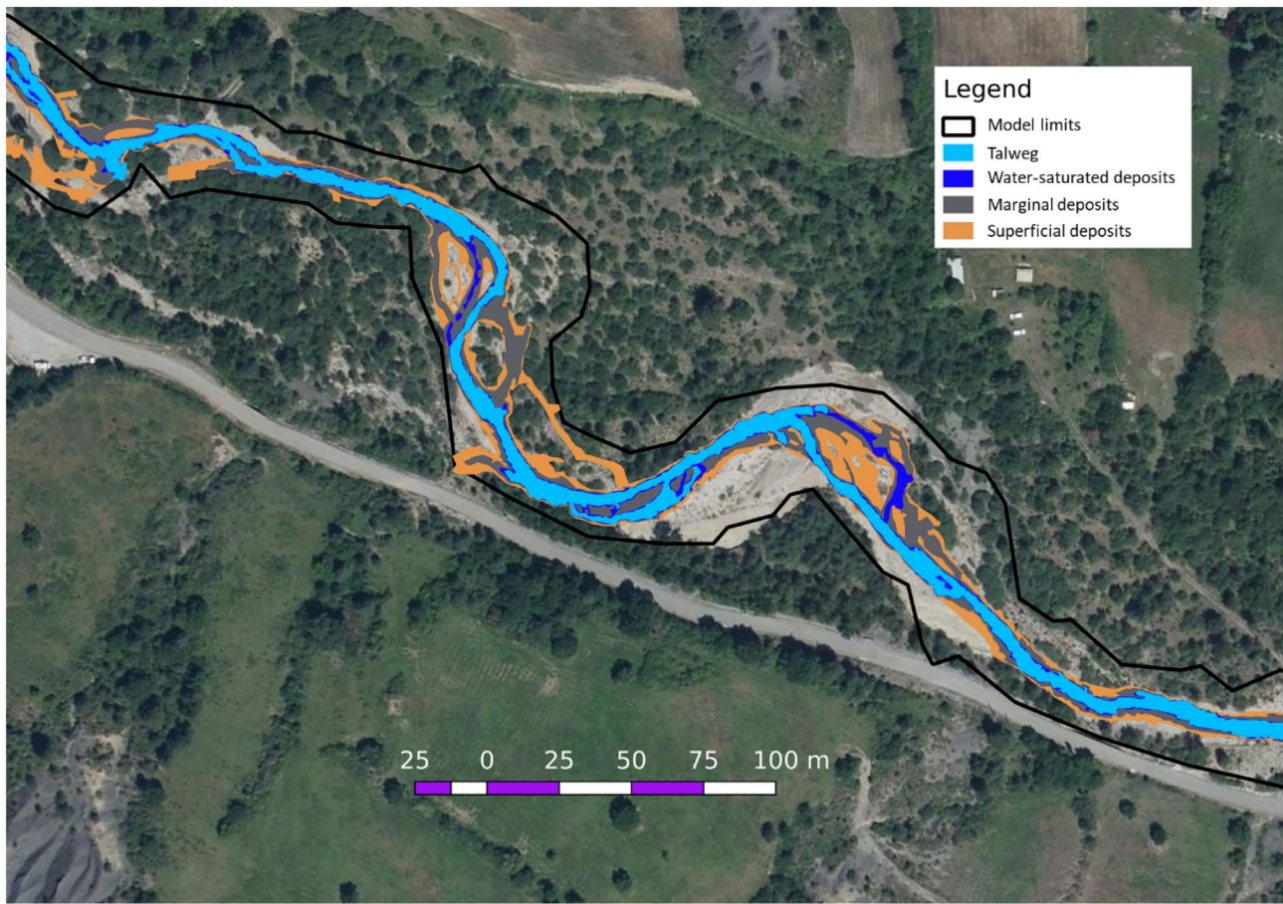 Legend
Model limits
Talweg
Water-saturated deposits
Marginal deposits
Superficial deposits
25 0 25 50 75 100 m